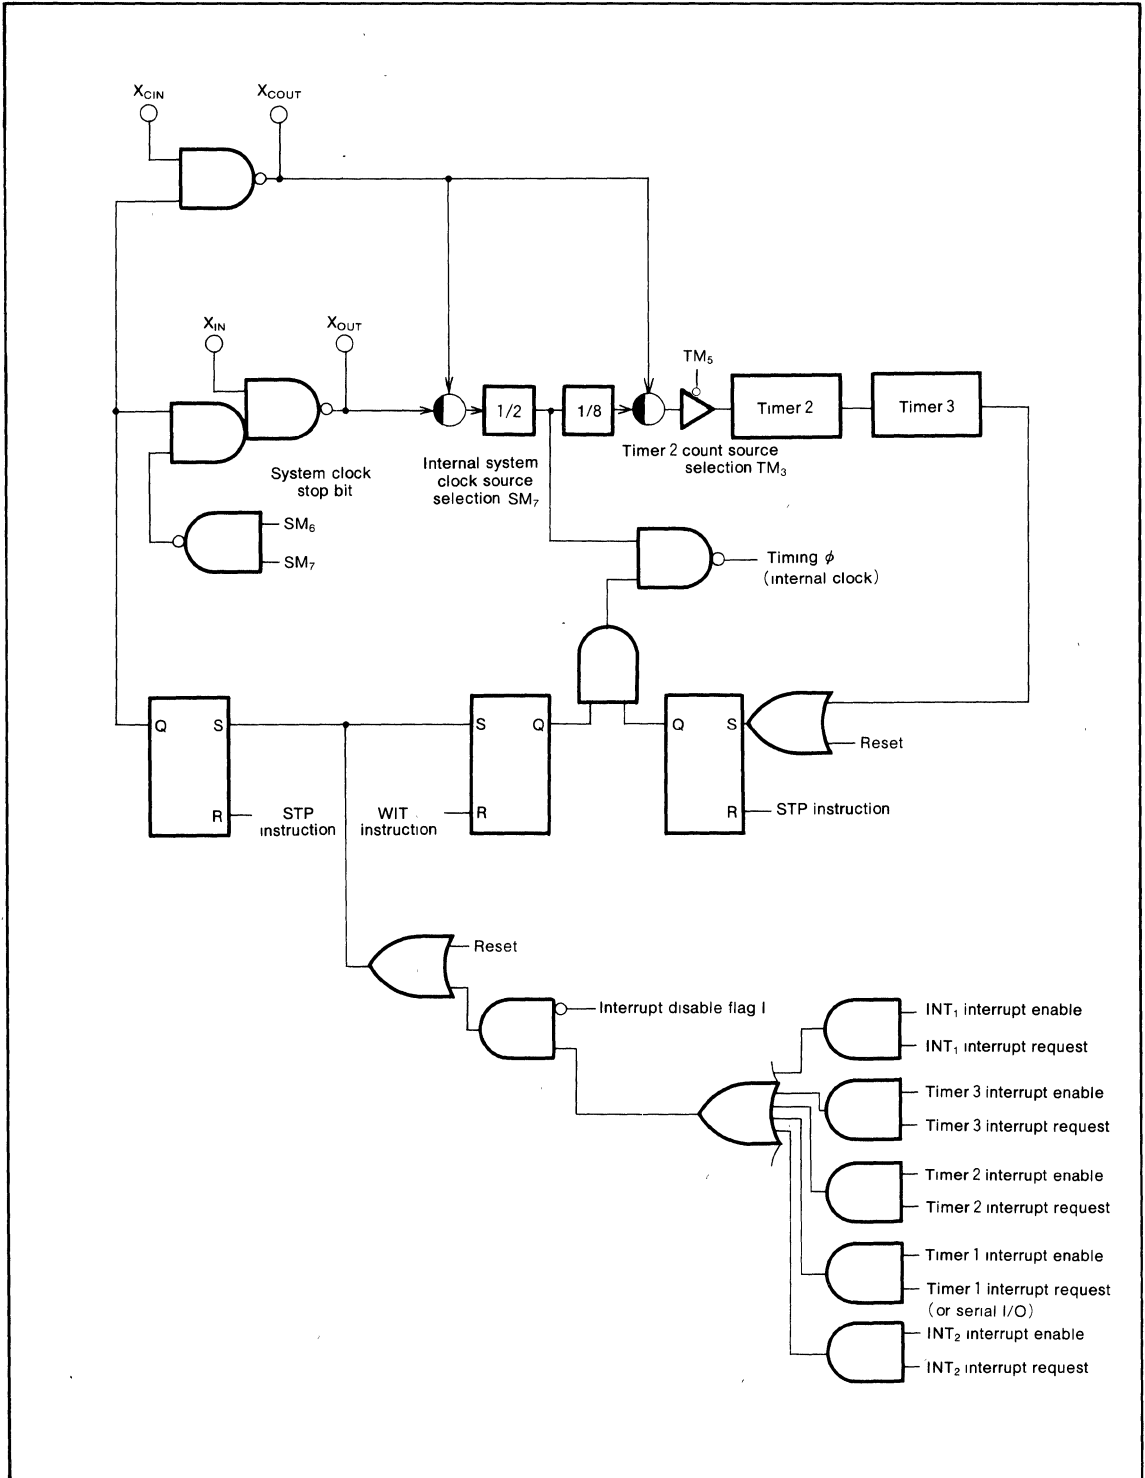 X_CIN
X_COUT
X_IN
X_OUT
TM₅
1/2
1/8
Timer 2
Timer 3
System clock
stop bit
Internal system
clock source
selection SM₇
Timer 2 count source
selection TM₃
SM₆
SM₇
Timing ϕ
(internal clock)
Q
S
R
STP
instruction
WIT
instruction
S
Q
R
Q
S
R
Reset
STP instruction
Reset
Interrupt disable flag I
INT₁ interrupt enable
INT₁ interrupt request
Timer 3 interrupt enable
Timer 3 interrupt request
Timer 2 interrupt enable
Timer 2 interrupt request
Timer 1 interrupt enable
Timer 1 interrupt request
(or serial I/O)
INT₂ interrupt enable
INT₂ interrupt request